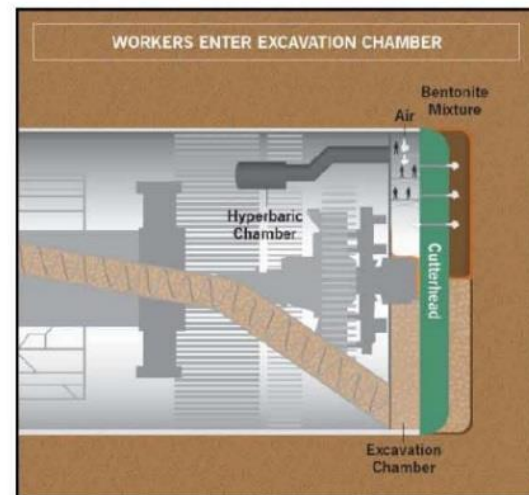 WORKERS ENTER EXCAVATION CHAMBER
Bentonite
Mixture
Air
Hyperbaric
Chamber
Cutterhead
Excavation
Chamber